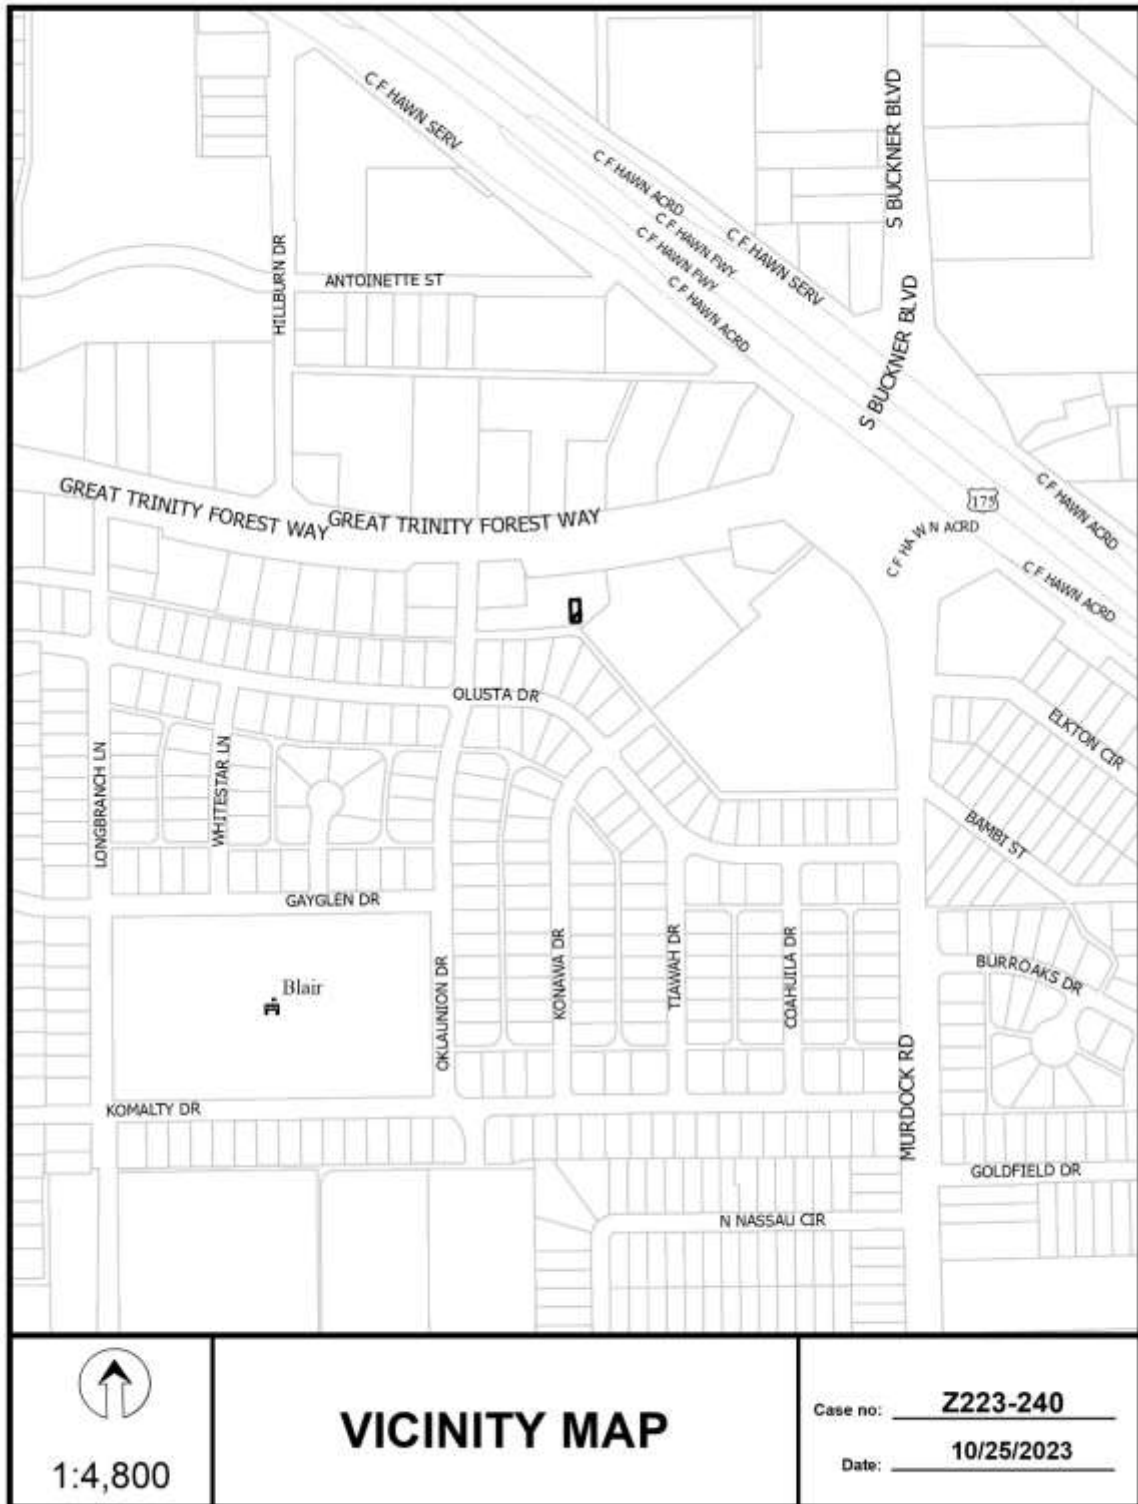 C F HAWN SERV
S BUCKNER BLVD
C F HAWN ACRD
C F HAWN FWY
C F HAWN SERV
C F HAWN FWY
HILLBURN DR
ANTOINETTE ST
C F HAWN ACRD
S BUCKNER BLVD
GREAT TRINITY FOREST WAY
GREAT TRINITY FOREST WAY
175
C F HAWN ACRD
C F HAWN ACRD
C F HAWN ACRD
OLUSTA DR
ELKTON CIR
LONGBRANCH LN
WHITESTAR LN
BAMBI ST
GAYGLEN DR
OKLAUNION DR
KONAWA DR
TIAWAH DR
COAHUILA DR
BURROAKS DR
Blair
MURDOCK RD
KOMALTY DR
GOLDFIELD DR
N NASSAU CIR
1:4,800
VICINITY MAP
Case no: Z223-240
Date: 10/25/2023